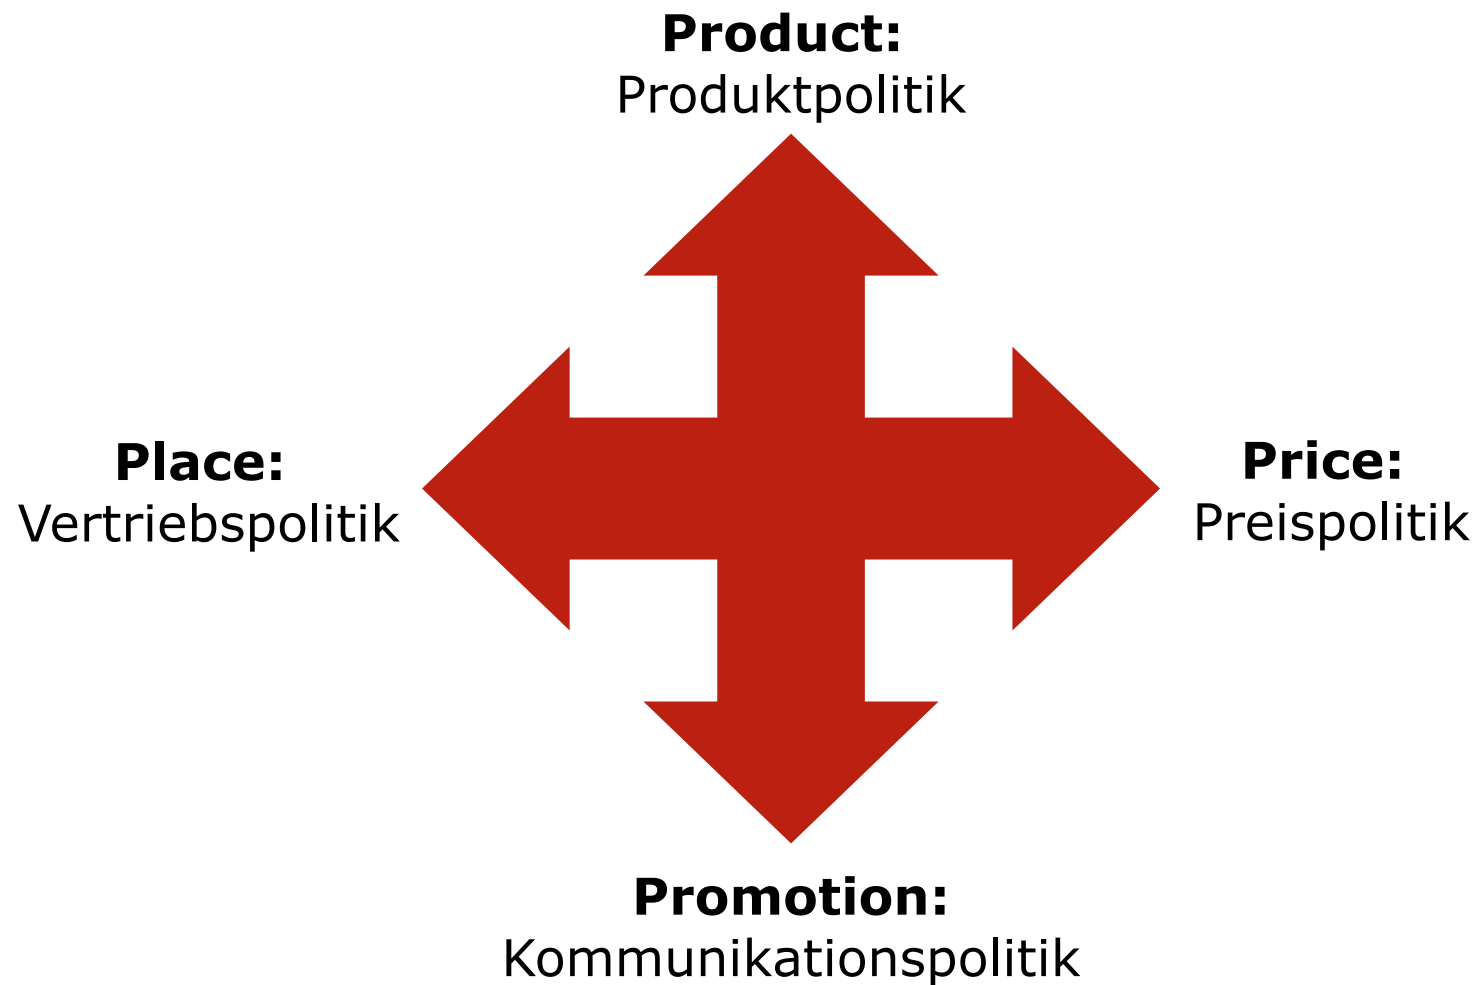 Product:
Produktpolitik
Place:
Vertriebspolitik
Price:
Preispolitik
Promotion:
Kommunikationspolitik